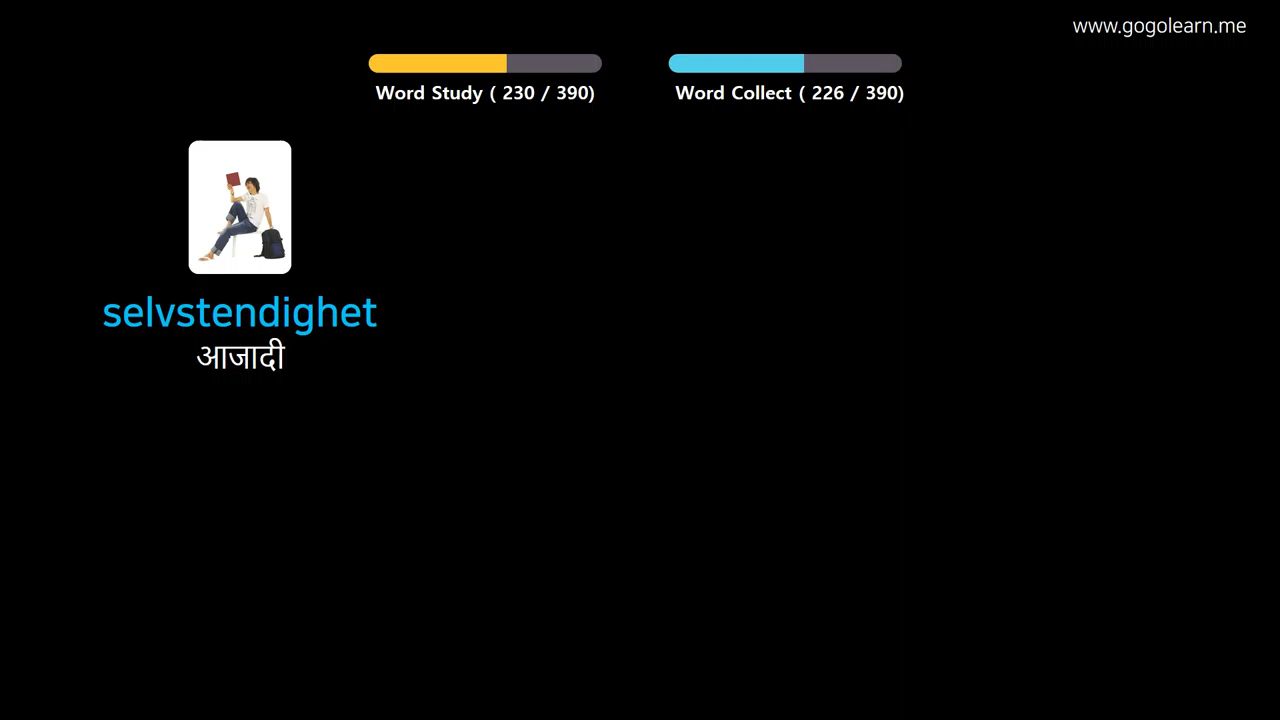 www.gogolearn.me
Word Study ( 230 / 390)
Word Collect ( 226 / 390)
selvstendighet
आजादी